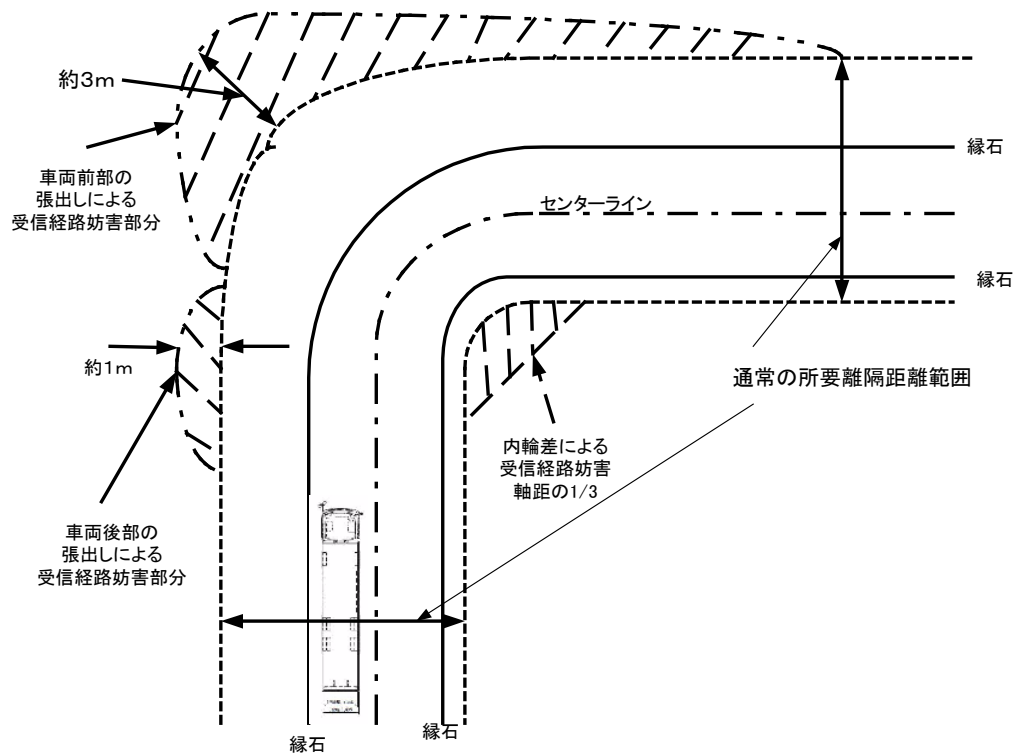 約3m
縁石
車両前部の
張出しによる
受信経路妨害部分
センターライン
縁石
約1m
通常の所要離隔距離範囲
内輪差による
受信経路妨害
軸距の1/3
車両後部の
張出しによる
受信経路妨害部分
縁石
縁石